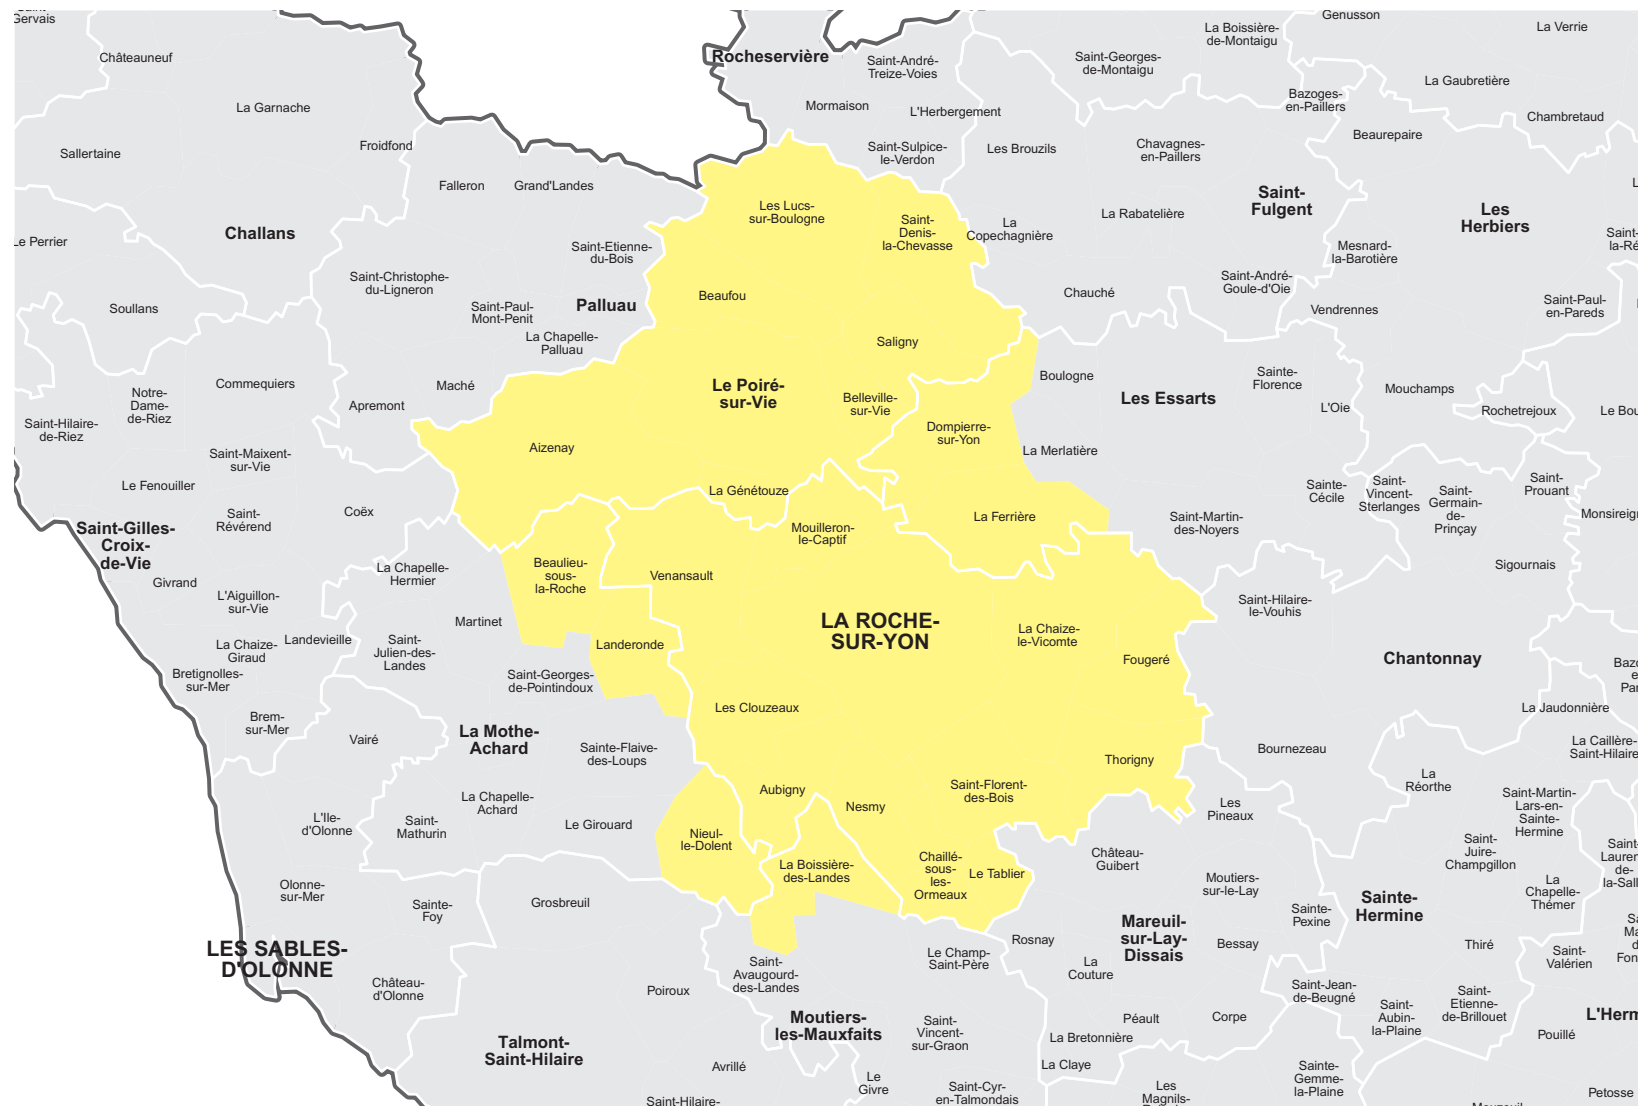 Gervais
Châteauneuf
La Garnache
Sallertaine
Froidfond
Falleron
Grand'Landes
Challans
Le Perrier
Saint-Etienne-
du-Bois
Saint-Christophe-
du-Ligneron
Saint-Paul-
Mont-Penit
Palluau
La Chapelle-
Palluau
Soullans
Rocheservière
Saint-André-
Treize-Voies
Mormaison
L'Herbergement
Saint-Sulpice-
le-Verdon
Les Brouzils
Saint-Georges-
de-Montaigu
La Boissière-
de-Montaigu
Genusson
La Verrie
La Gaubretière
Bazoges-
en-Paillers
Beaurepaire
Chambretaud
Chavagnes-
en-Paillers
La Rabatelière
Saint-
Fulgent
Les
Herbiers
La
Copechagnière
Mesnard-
la-Barotière
Saint-André-
Goule-d'Oie
Chauché
Vendrennes
Saint-Paul-
en-Pareds
Les Lucs-
sur-Boulogne
Saint-
Denis-
la-Chevasse
Beaufou
Saligny
Le Poiré-
sur-Vie
Belleville-
sur-Vie
Dompierre-
sur-Yon
Aizenay
La Génétouze
La Ferrière
Mouilleron-
le-Captif
Boulogne
Les Essarts
Sainte-
Florence
L'Oie
La Merlatière
Mouchamps
Rochetrejoux
Sainte-
Cécile
Saint-
Vincent-
Sterlanges
Saint-
Germain-
de-
Prinçay
Saint-
Prouant
Saint-Martin-
des-Noyers
Sigournais
Commequiers
Notre-
Dame-
de-Riez
Saint-Hilaire-
de-Riez
Maché
Apremont
Saint-Maixent-
sur-Vie
Le Fenouiller
Saint-
Révérend
Coëx
Saint-Gilles-
Croix-
de-Vie
Givrand
La Chapelle-
Hermier
L'Aiguillon-
sur-Vie
Martinet
La Chaize-
Giraud
Landevieille
Saint-
Julien-des-
Landes
Bretignolles-
sur-Mer
Saint-Georges-
de-Pointindoux
Brem-
sur-Mer
Vairé
La Mothe-
Achard
Sainte-Flaive-
des-Loups
La Chapelle-
Achard
Le Girouard
L'Ile-
d'Olonne
Saint-
Mathurin
Beaulieu-
sous-
la-Roche
Venansault
Landeronde
LA ROCHE-
SUR-YON
La Chaize-
le-Vicomte
Fougeré
Les Clouzeaux
Thorigny
Aubigny
Nesmy
Saint-Florent-
des-Bois
Nieul-
le-Dolent
La Boissière-
des-Landes
Chaillé-
sous-
les-
Ormeaux
Le Tablier
Saint-Hilaire-
le-Vouhis
Chantonnay
La Jaudonnière
Bournezeau
La Caillère-
Saint-Hilaire
La
Réorthe
Les
Pineaux
Saint-Martin-
Lars-en-
Sainte-
Hermine
Saint-
Juire-
Champgillon
La
Chapelle-
Thémer
Château-
Guibert
Moutiers-
sur-le-Lay
Sainte-
Hermine
Sainte-
Pexine
Mareuil-
sur-Lay-
Dissais
Bessay
Thiré
Saint-
Valérien
Rosnay
La
Couture
Saint-Jean-
de-Beugné
Saint-
Aubin-
la-Plaine
Saint-
Etienne-
de-Brillouet
Pouillé
Péault
Corpe
La Bretonnière
La Claye
Sainte-
Gemme-
la-Plaine
Les
Magnils-
Petosse
Olonne-
sur-Mer
Sainte-
Foy
Grosbreuil
LES SABLES-
D'OLONNE
Château-
d'Olonne
Poiroux
Saint-
Avaugourd-
des-Landes
Le Champ-
Saint-Père
Talmont-
Saint-Hilaire
Moutiers-
les-Mauxfaits
Saint-
Vincent-
sur-Graon
Avrillé
Le
Givre
Saint-Cyr-
en-Talmondais
Saint-Hilaire-